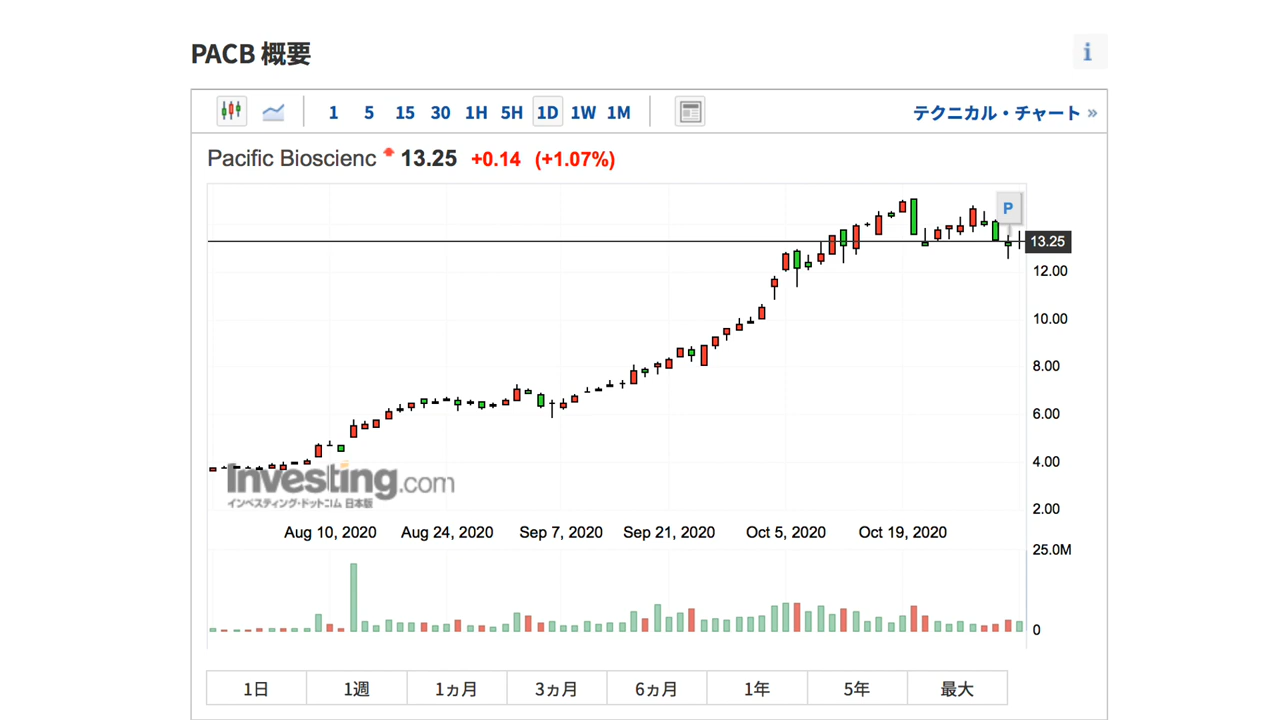 PACB 概要
i
1 5 15 30 1H 5H 1D 1W 1M
テクニカル・チャート »
Pacific Bioscienc 13.25 +0.14 (+1.07%)
P
13.25
12.00
10.00
8.00
6.00
4.00
2.00
Investing.com
インベスティング・ドットコム 日本版
Aug 10, 2020 Aug 24, 2020 Sep 7, 2020 Sep 21, 2020 Oct 5, 2020 Oct 19, 2020
25.0M
0
1日 1週 1ヵ月 3ヵ月 6ヵ月 1年 5年 最大